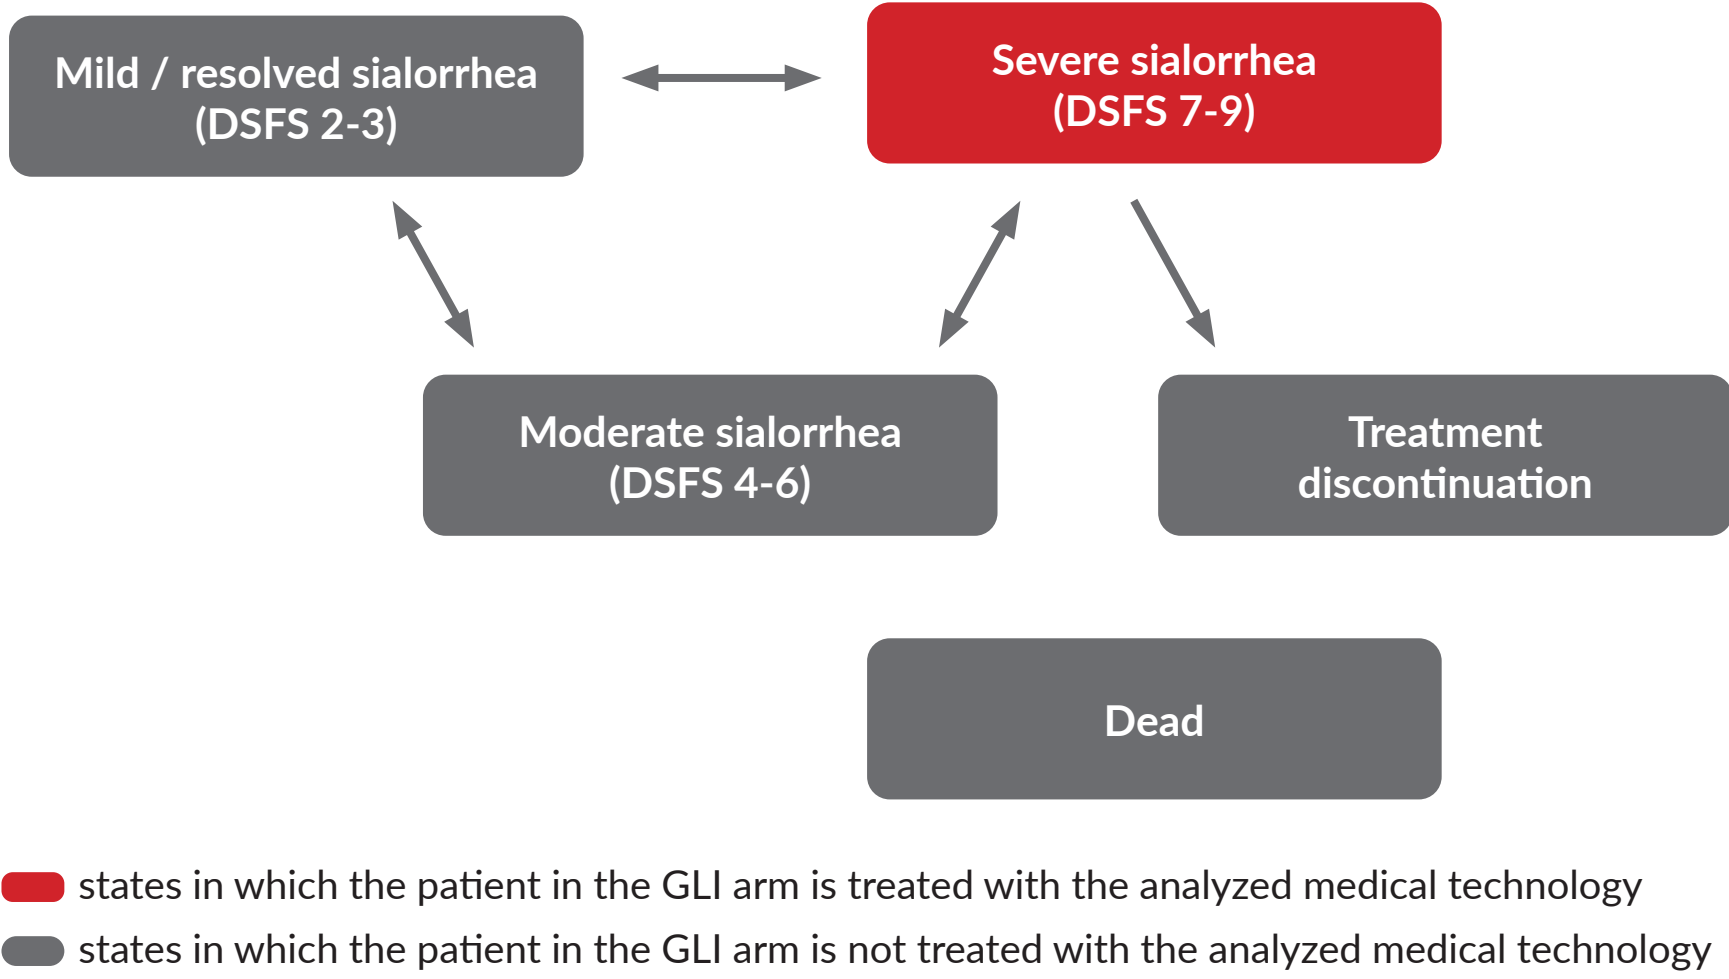 Mild / resolved sialorrhea
(DSFS 2-3)
Severe sialorrhea
(DSFS 7-9)
Moderate sialorrhea
(DSFS 4-6)
Treatment
discontinuation
Dead
states in which the patient in the GLI arm is treated with the analyzed medical technology
states in which the patient in the GLI arm is not treated with the analyzed medical technology